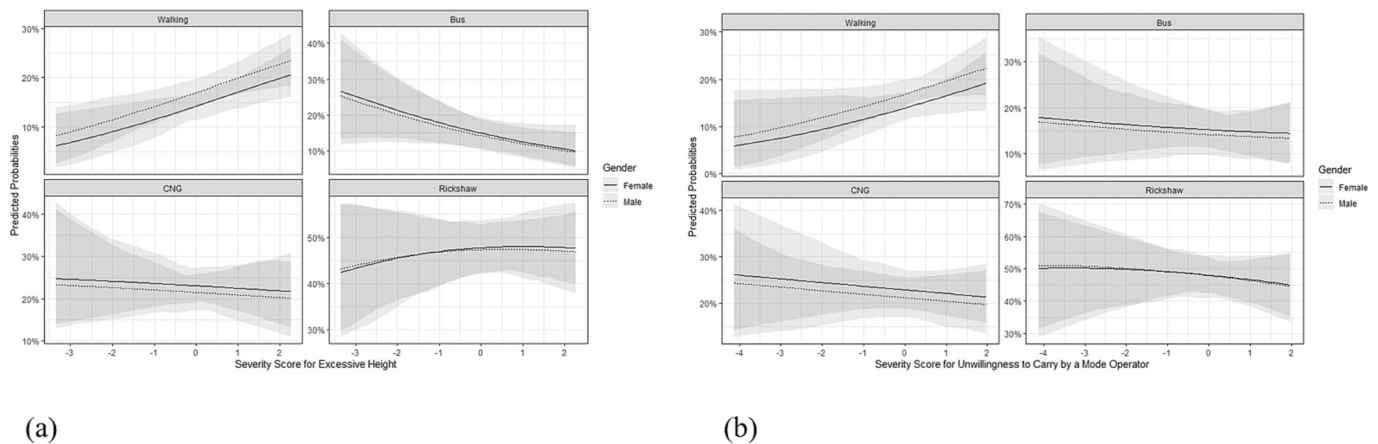 Walking
Bus
30%
20%
10%
40%
30%
20%
10%
CNG
Rickshaw
40%
30%
20%
10%
50%
40%
30%
-3 -2 -1 0 1 2
-3 -2 -1 0 1 2
Predicted Probabilities
Severity Score for Excessive Height
Gender
Female
Male
(a)
Walking
Bus
30%
20%
10%
0%
30%
20%
10%
CNG
Rickshaw
40%
30%
20%
70%
60%
50%
40%
30%
-4 -3 -2 -1 0 1 2
-4 -3 -2 -1 0 1 2
Predicted Probabilities
Severity Score for Unwillingness to Carry by a Mode Operator
Gender
Female
Male
(b)